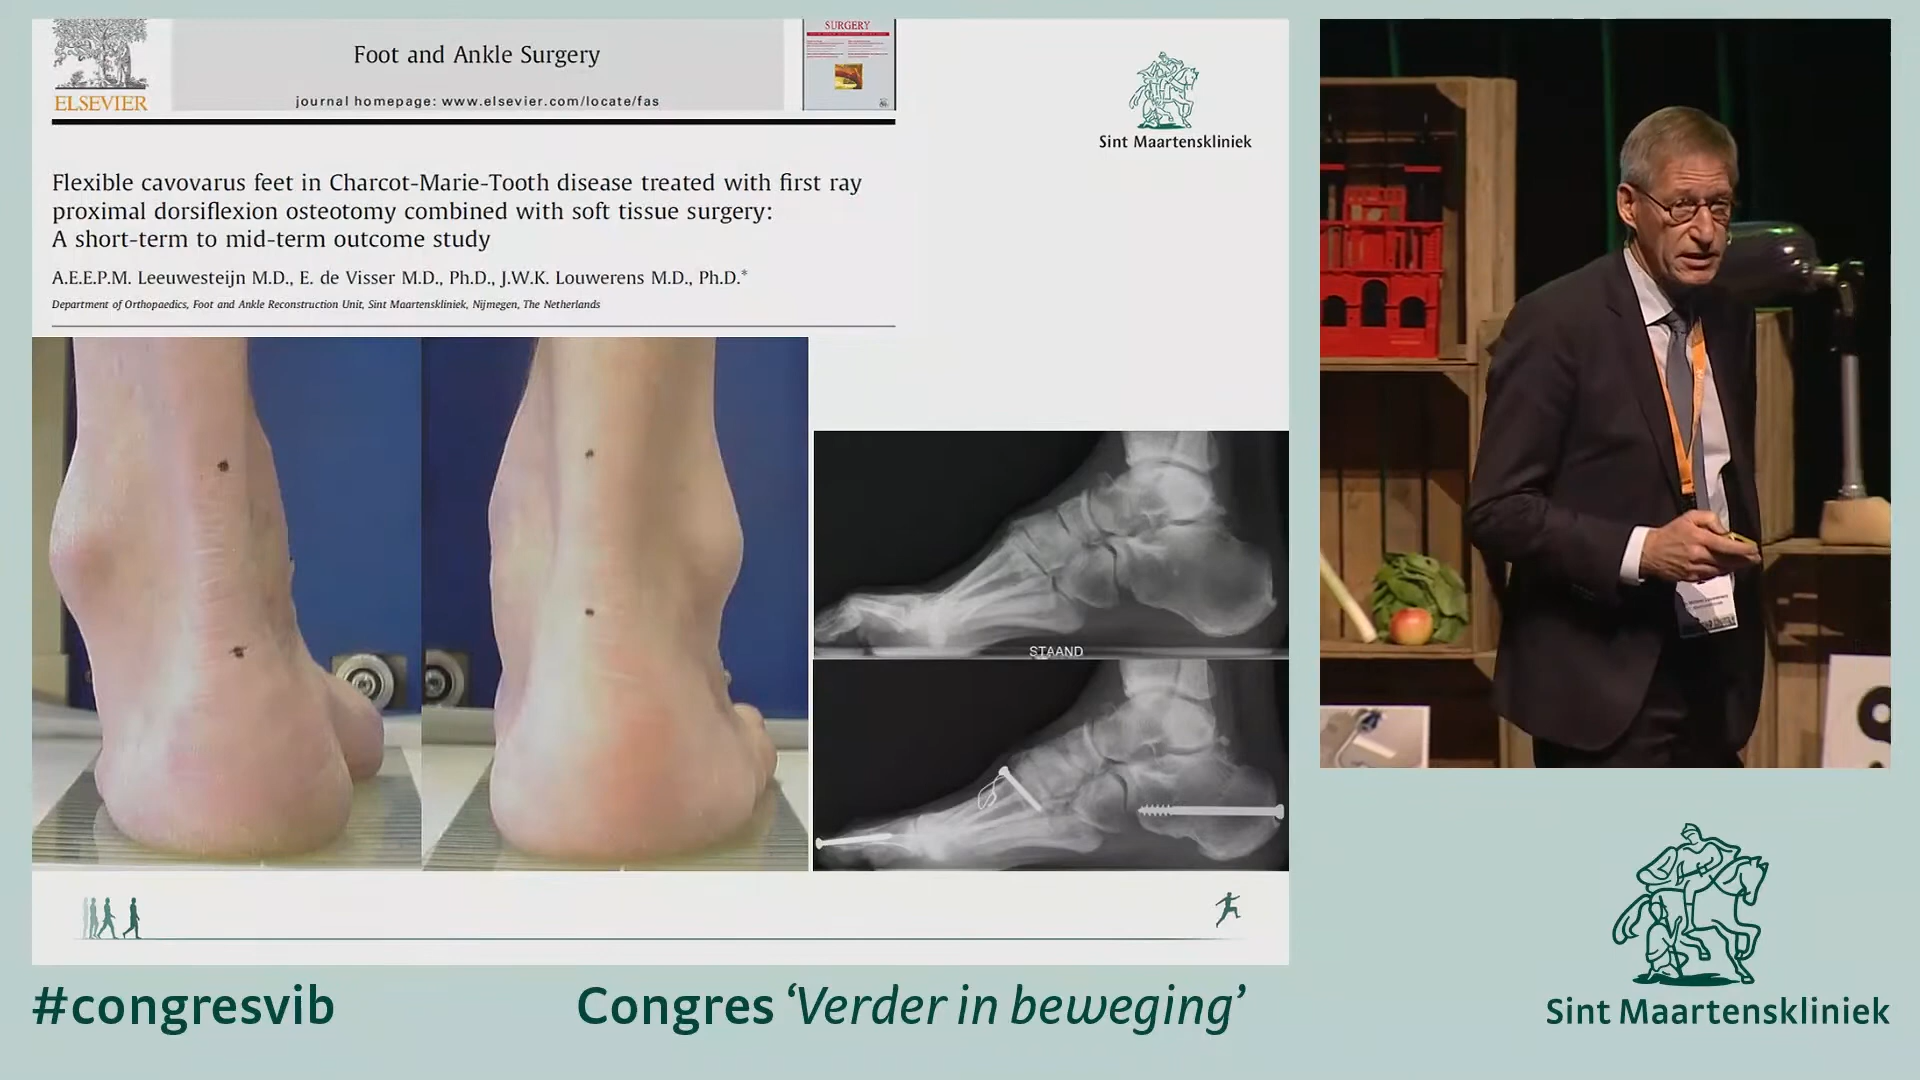 SURGERY
Foot and Ankle Surgery
ELSEVIER
journal homepage: www.elsevier.com/locate/fas
Sint Maartenskliniek
Flexible cavovarus feet in Charcot-Marie-Tooth disease treated with first ray
proximal dorsiflexion osteotomy combined with soft tissue surgery:
A short-term to mid-term outcome study
A.E.E.P.M. Leeuwesteijn M.D., E. de Visser M.D., Ph.D., J.W.K. Louwerens M.D., Ph.D.*
Department of Orthopaedics, Foot and Ankle Reconstruction Unit, Sint Maartenskliniek, Nijmegen, The Netherlands
STAAND
#congresvib
Congres ‘Verder in beweging’
Sint Maartenskliniek